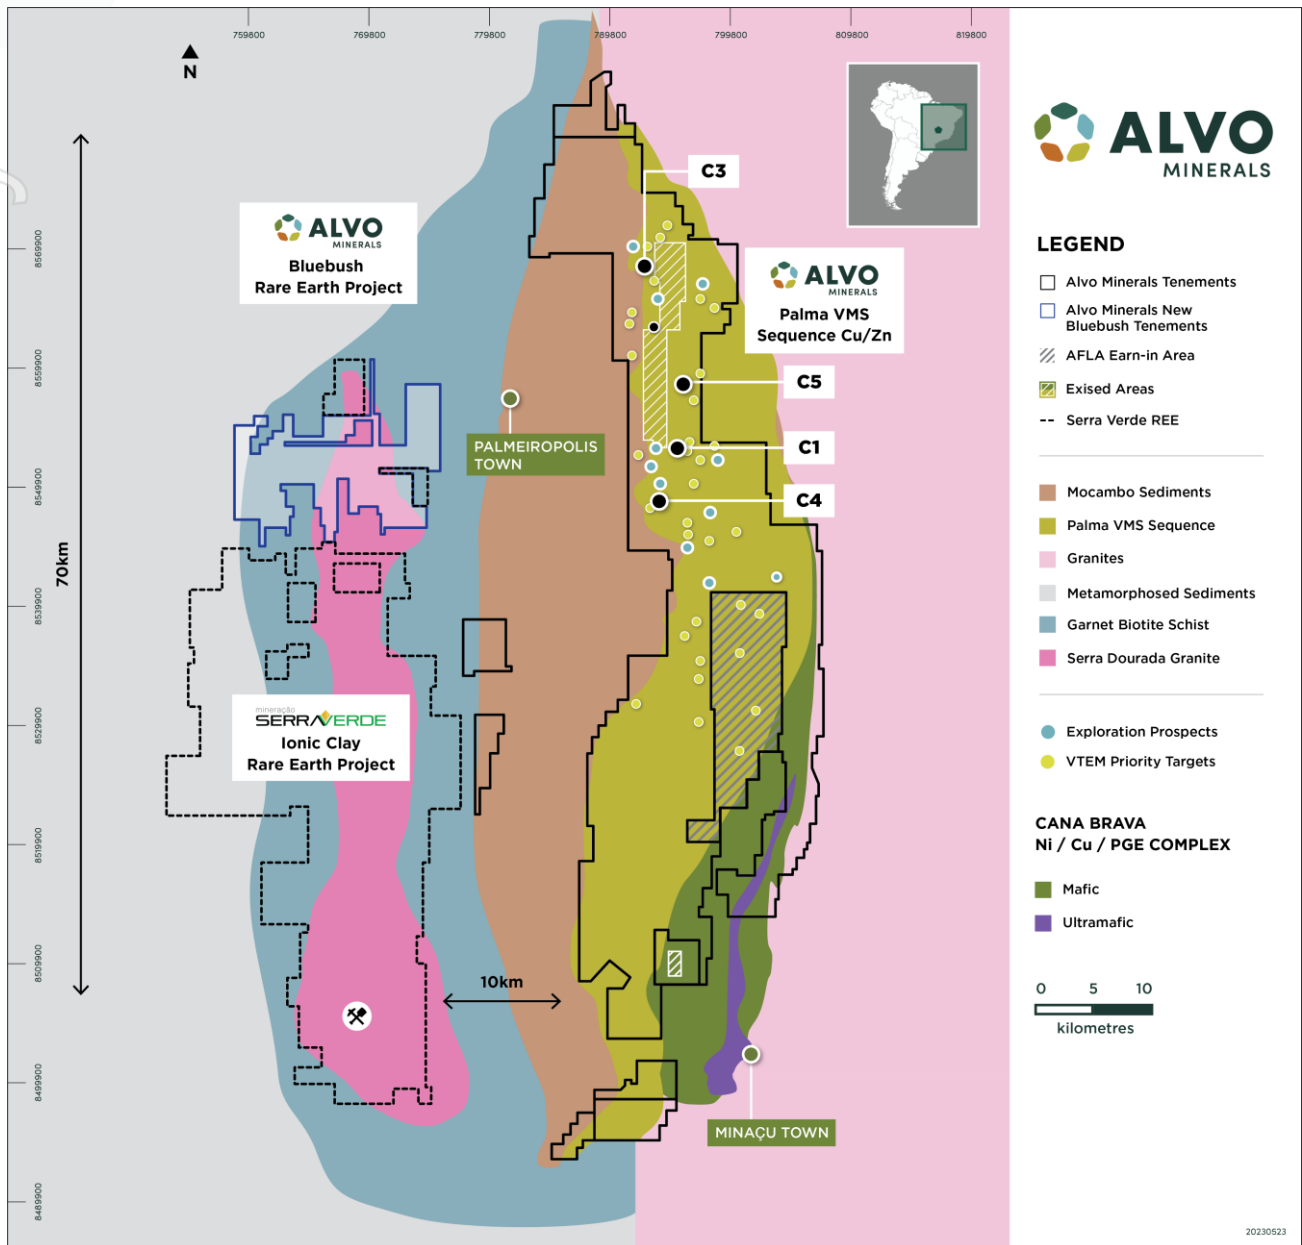 759800
769800
779800
789800
799800
809800
819800
N
ALVO
MINERALS
C3
ALVO
MINERALS
Bluebush
Rare Earth Project
ALVO
MINERALS
Palma VMS
Sequence Cu/Zn
C5
C1
C4
PALMEIROPOLIS
TOWN
70km
mineração
SERRAVERDE
Ionic Clay
Rare Earth Project
10km
MINAÇU TOWN
8569900
8559900
8549900
8539900
8529900
8519900
8509900
8499900
8489900
LEGEND
Alvo Minerals Tenements
Alvo Minerals New
Bluebush Tenements
AFLA Earn-in Area
Exised Areas
Serra Verde REE
Mocambo Sediments
Palma VMS Sequence
Granites
Metamorphosed Sediments
Garnet Biotite Schist
Serra Dourada Granite
Exploration Prospects
VTEM Priority Targets
CANA BRAVA
Ni / Cu / PGE COMPLEX
Mafic
Ultramafic
0 5 10
kilometres
20230523